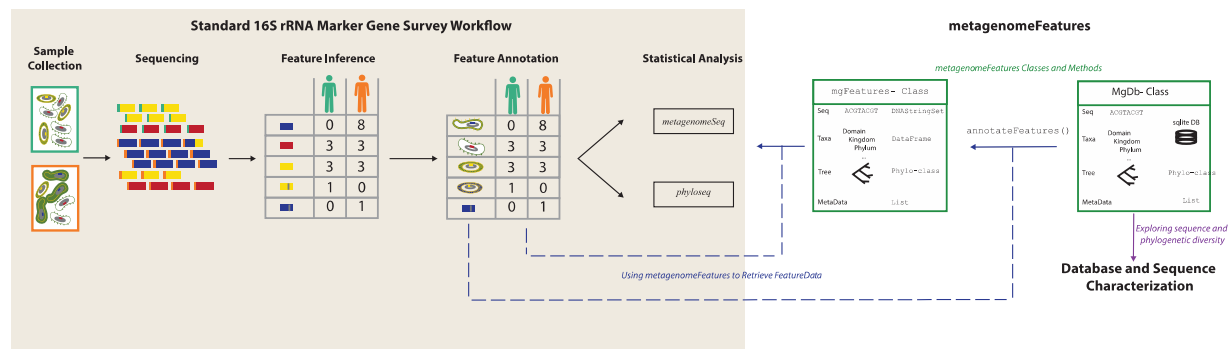 Standard 16S rRNA Marker Gene Survey Workflow
metagenomeFeatures
Sample
Collection
Sequencing
Feature Inference
Feature Annotation
Statistical Analysis
0 8
3 3
3 3
1 0
0 1
0 8
3 3
3 3
1 0
0 1
metagenomeSeq
phyloseq
metagenomeFeatures Classes and Methods
mgFeatures- Class
Seq ACGTACGT DNAStringSet
Taxa Domain
Kingdom
Phylum
...
DataFrame
Tree Phylo-class
MetaData List
annotateFeatures()
MgDb- Class
Seq ACGTACGT
sqlite DB
Taxa Domain
Kingdom
Phylum
...
Tree Phylo-class
MetaData List
Using metagenomeFeatures to Retrieve FeatureData
Exploring sequence and
phylogenetic diversity
Database and Sequence
Characterization